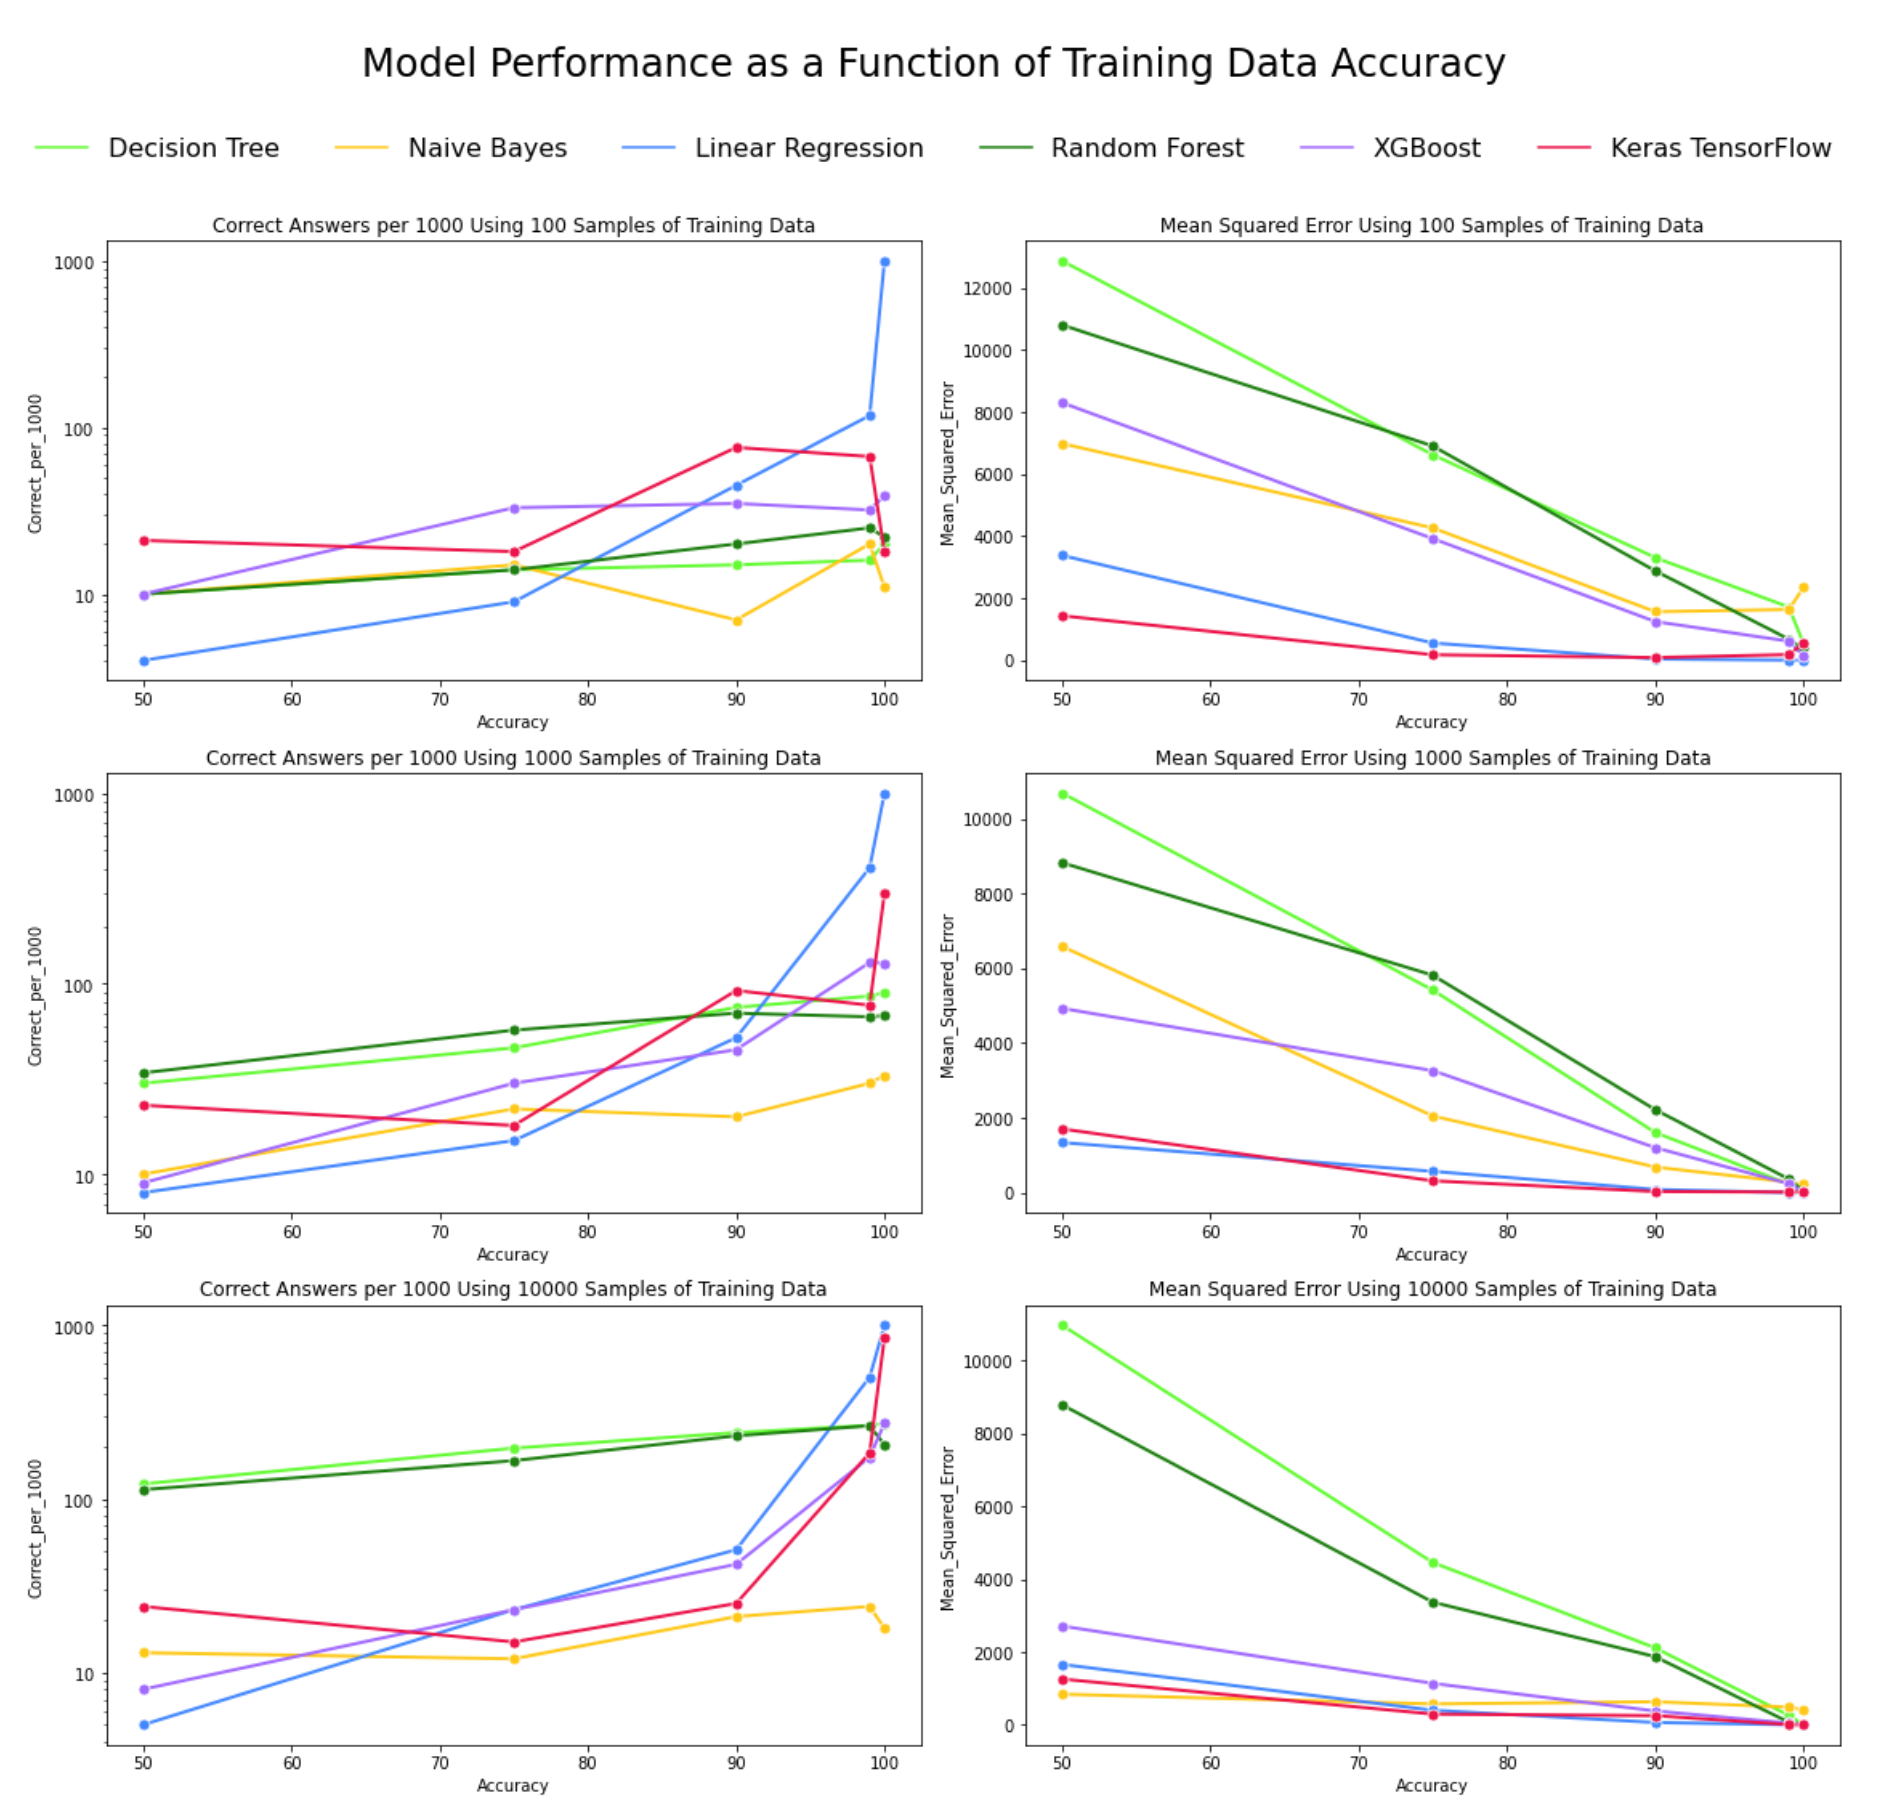 Model Performance as a Function of Training Data Accuracy
Decision Tree Naive Bayes Linear Regression Random Forest XGBoost Keras TensorFlow
Correct Answers per 1000 Using 100 Samples of Training Data
Correct_per_1000
1000
100
10
50 60 70 80 90 100
Accuracy
Mean Squared Error Using 100 Samples of Training Data
Mean_Squared_Error
12000
10000
8000
6000
4000
2000
0
50 60 70 80 90 100
Accuracy
Correct Answers per 1000 Using 1000 Samples of Training Data
Correct_per_1000
1000
100
10
50 60 70 80 90 100
Accuracy
Mean Squared Error Using 1000 Samples of Training Data
Mean_Squared_Error
10000
8000
6000
4000
2000
0
50 60 70 80 90 100
Accuracy
Correct Answers per 1000 Using 10000 Samples of Training Data
Correct_per_1000
1000
100
10
50 60 70 80 90 100
Accuracy
Mean Squared Error Using 10000 Samples of Training Data
Mean_Squared_Error
10000
8000
6000
4000
2000
0
50 60 70 80 90 100
Accuracy